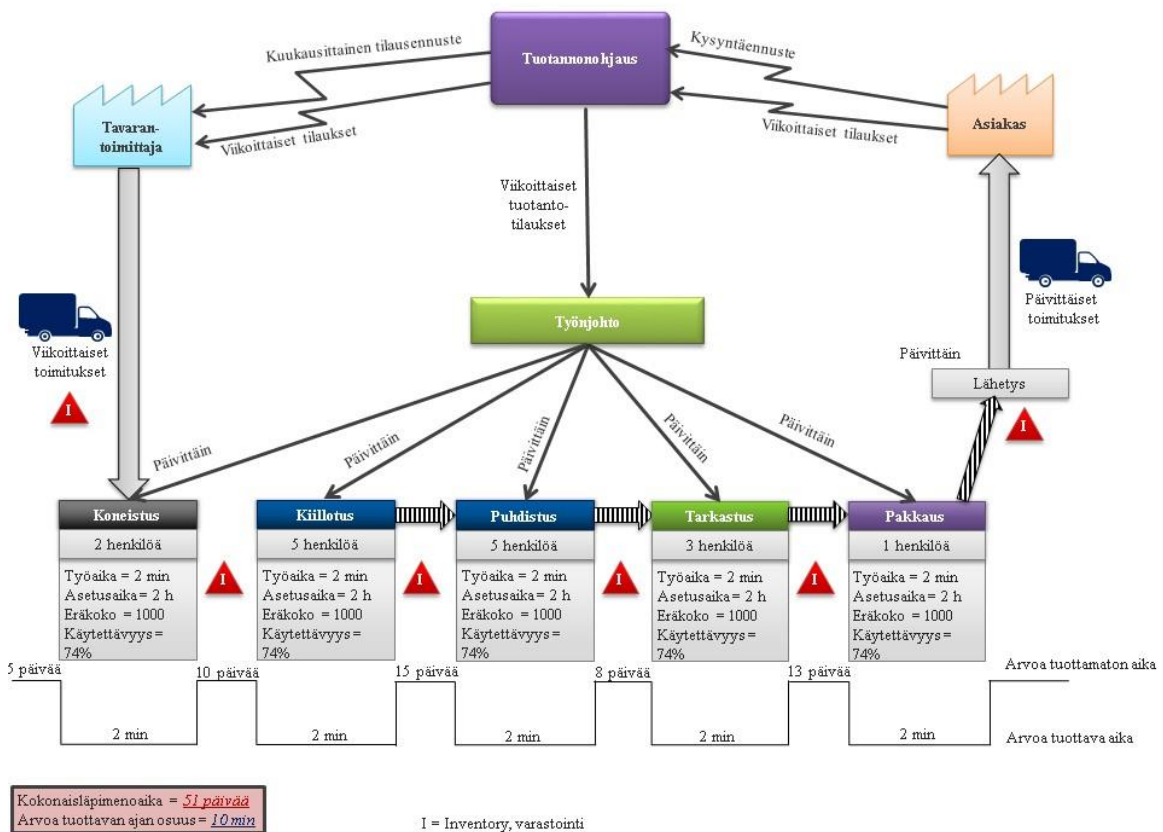 Kuukausittainen tilausennuste
Tuotannonohjaus
Kysyntäennuste
Tavaran-
toimittaja
Viikoittaiset tilaukset
Viikoittaiset tilaukset
Asiakas
Viikoittaiset
tuotanto-
tilaukset
Viikoittaiset
toimitukset
I
Työnjohto
Päivittäiset
toimitukset
Päivittäin
Lähetys
I
Päivittäin
Päivittäin
Päivittäin
Päivittäin
Päivittäin
Koneistus
2 henkilöä
Työaika = 2 min
Asetusaika = 2 h
Eräkoko = 1000
Käytettävyys =
74%
I
Kiillotus
5 henkilöä
Työaika = 2 min
Asetusaika = 2 h
Eräkoko = 1000
Käytettävyys =
74%
I
Puhdistus
5 henkilöä
Työaika = 2 min
Asetusaika = 2 h
Eräkoko = 1000
Käytettävyys =
74%
I
Tarkastus
3 henkilöä
Työaika = 2 min
Asetusaika = 2 h
Eräkoko = 1000
Käytettävyys =
74%
I
Pakkaus
1 henkilöä
Työaika = 2 min
Asetusaika = 2 h
Eräkoko = 1000
Käytettävyys =
74%
5 päivää
10 päivää
15 päivää
8 päivää
13 päivää
Arvoa tuottamaton aika
2 min
2 min
2 min
2 min
2 min
Arvoa tuottava aika
Kokonaisläpimenoaika = 51 päivää
Arvoa tuottavan ajan osuus = 10 min
I = Inventory, varastointi